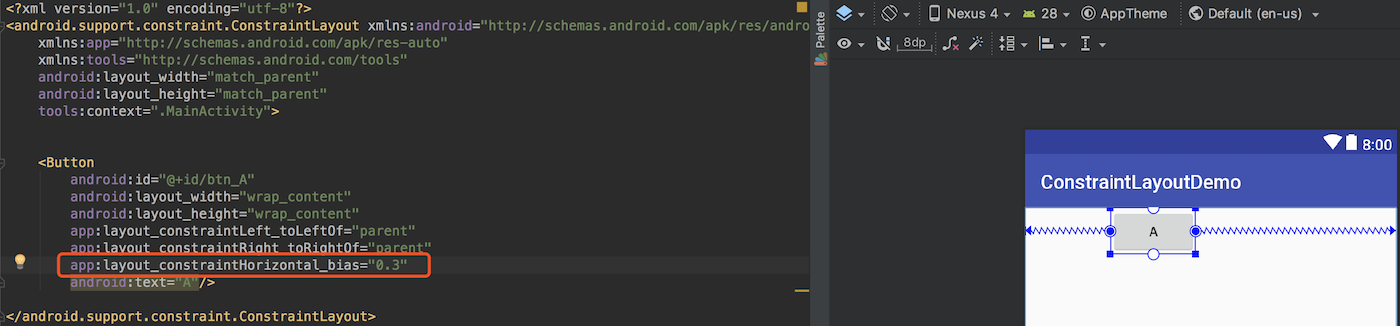 <?xml version="1.0" encoding="utf-8"?>
<android.support.constraint.ConstraintLayout xmlns:android="http://schemas.android.com/apk/res/andro
xmlns:app="http://schemas.android.com/apk/res-auto"
xmlns:tools="http://schemas.android.com/tools"
android:layout_width="match_parent"
android:layout_height="match_parent"
tools:context=".MainActivity">
<Button
android:id="@+id/btn_A"
android:layout_width="wrap_content"
android:layout_height="wrap_content"
app:layout_constraintLeft_toLeftOf="parent"
app:layout_constraintRight_toRightOf="parent"
app:layout_constraintHorizontal_bias="0.3"
android:text="A"/>
</android.support.constraint.ConstraintLayout>
Palette
Nexus 4 28 AppTheme Default (en-us)
8dp
8:00
ConstraintLayoutDemo
A